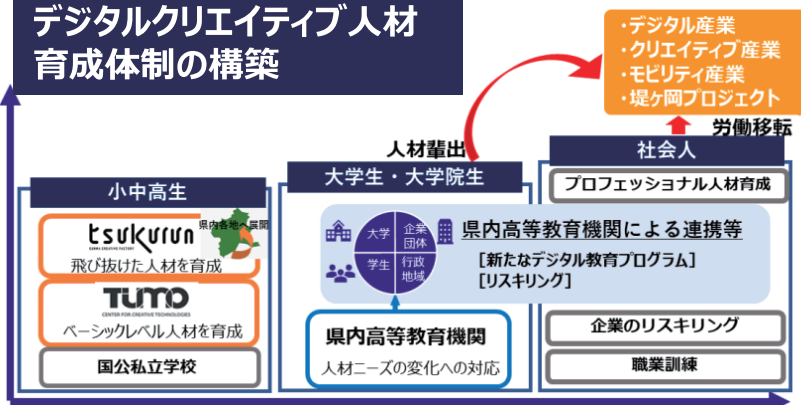 デジタルクリエイティブ人材
育成体制の構築
・デジタル産業
・クリエイティブ産業
・モビリティ産業
・堤ヶ岡プロジェクト
労働移転
人材輩出
小中高生
tsukurun
GUNMA CREATIVE FACTORY
県内各地へ展開
飛び抜けた人材を育成
TUMO
CENTER FOR CREATIVE TECHNOLOGIES
ベーシックレベル人材を育成
国公私立学校
大学生・大学院生
大学
企業
団体
学生
行政
地域
県内高等教育機関による連携等
[新たなデジタル教育プログラム]
[リスキリング]
県内高等教育機関
人材ニーズの変化への対応
社会人
プロフェッショナル人材育成
企業のリスキリング
職業訓練